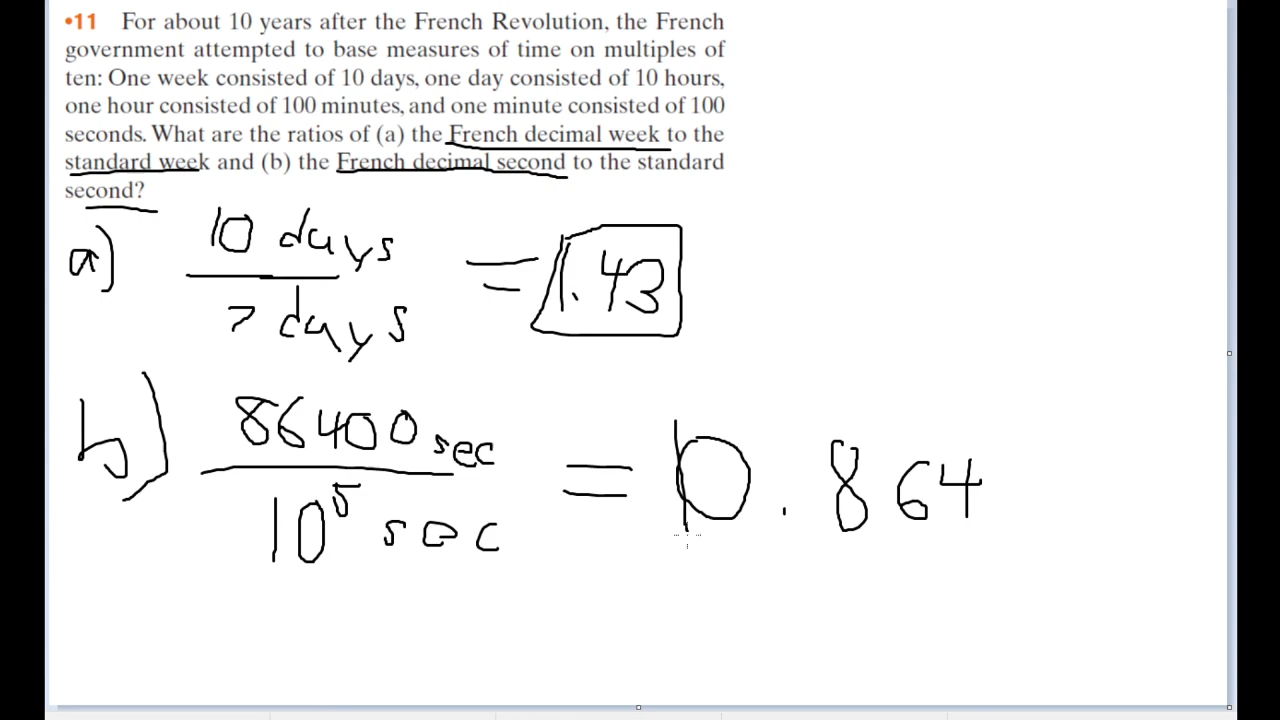 •11 For about 10 years after the French Revolution, the French
government attempted to base measures of time on multiples of
ten: One week consisted of 10 days, one day consisted of 10 hours,
one hour consisted of 100 minutes, and one minute consisted of 100
seconds. What are the ratios of (a) the French decimal week to the
standard week and (b) the French decimal second to the standard
second?
a) 10 days
7 days
= 1.43
b) 86400 sec
10⁵ sec
= 0.864